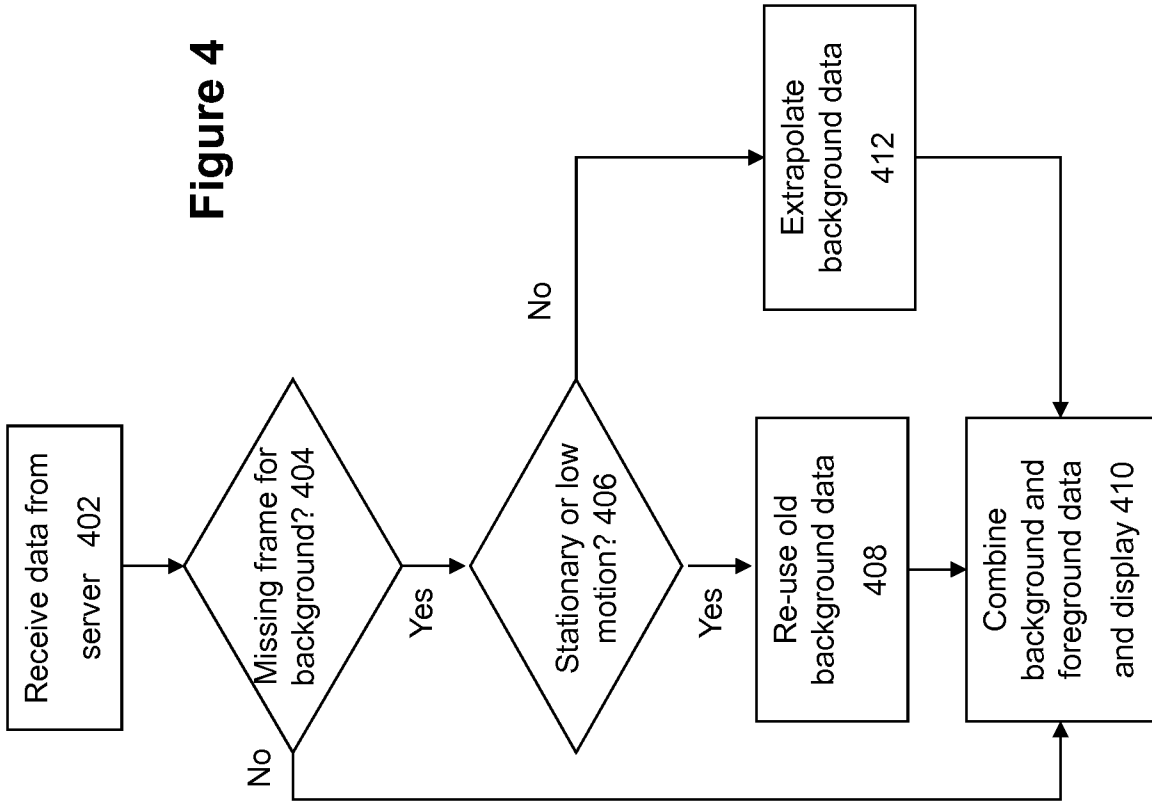 Figure 4
Receive data from
server 402
Missing frame for
background? 404
No
Yes
Stationary or low
motion? 406
No
Yes
Re-use old
background data
408
Extrapolate
background data
412
Combine
background and
foreground data
and display 410